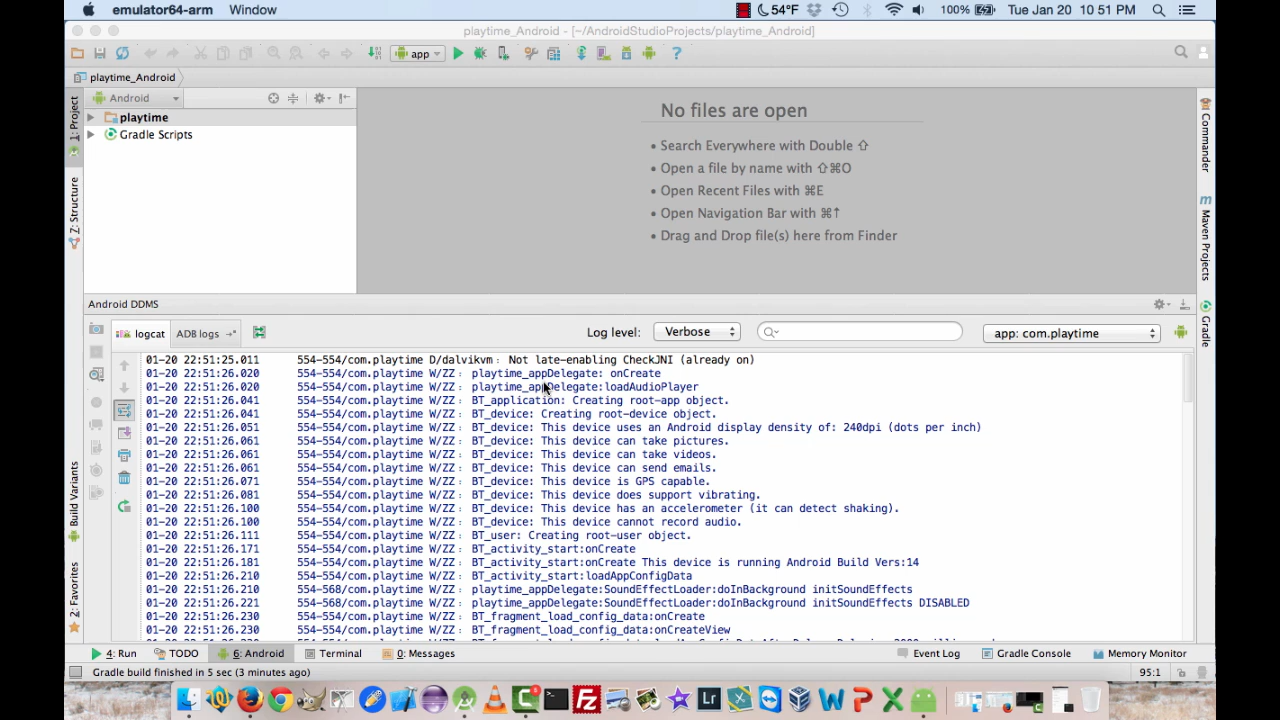 emulator64-arm Window 54°F 100% Tue Jan 20 10:51 PM
playtime_Android - [~/AndroidStudioProjects/playtime_Android]
app
playtime_Android
1: Project
Android
playtime
Gradle Scripts
Z: Structure
No files are open
• Search Everywhere with Double ⇧
• Open a file by name with ⇧⌘O
• Open Recent Files with ⌘E
• Open Navigation Bar with ⌘↑
• Drag and Drop file(s) here from Finder
Commander
Maven Projects
Gradle
Android DDMS
logcat ADB logs Log level: Verbose app: com.playtime
01-20 22:51:25.011 554-554/com.playtime D/dalvikvm: Not late-enabling CheckJNI (already on)
01-20 22:51:26.020 554-554/com.playtime W/ZZ: playtime_appDelegate: onCreate
01-20 22:51:26.020 554-554/com.playtime W/ZZ: playtime_appDelegate:loadAudioPlayer
01-20 22:51:26.041 554-554/com.playtime W/ZZ: BT_application: Creating root-app object.
01-20 22:51:26.041 554-554/com.playtime W/ZZ: BT_device: Creating root-device object.
01-20 22:51:26.051 554-554/com.playtime W/ZZ: BT_device: This device uses an Android display density of: 240dpi (dots per inch)
01-20 22:51:26.061 554-554/com.playtime W/ZZ: BT_device: This device can take pictures.
01-20 22:51:26.061 554-554/com.playtime W/ZZ: BT_device: This device can take videos.
01-20 22:51:26.061 554-554/com.playtime W/ZZ: BT_device: This device can send emails.
01-20 22:51:26.071 554-554/com.playtime W/ZZ: BT_device: This device is GPS capable.
01-20 22:51:26.081 554-554/com.playtime W/ZZ: BT_device: This device does support vibrating.
01-20 22:51:26.100 554-554/com.playtime W/ZZ: BT_device: This device has an accelerometer (it can detect shaking).
01-20 22:51:26.100 554-554/com.playtime W/ZZ: BT_device: This device cannot record audio.
01-20 22:51:26.111 554-554/com.playtime W/ZZ: BT_user: Creating root-user object.
01-20 22:51:26.171 554-554/com.playtime W/ZZ: BT_activity_start:onCreate
01-20 22:51:26.181 554-554/com.playtime W/ZZ: BT_activity_start:onCreate This device is running Android Build Vers:14
01-20 22:51:26.210 554-554/com.playtime W/ZZ: BT_activity_start:loadAppConfigData
01-20 22:51:26.210 554-568/com.playtime W/ZZ: playtime_appDelegate:SoundEffectLoader:doInBackground initSoundEffects
01-20 22:51:26.221 554-568/com.playtime W/ZZ: playtime_appDelegate:SoundEffectLoader:doInBackground initSoundEffects DISABLED
01-20 22:51:26.230 554-554/com.playtime W/ZZ: BT_fragment_load_config_data:onCreate
01-20 22:51:26.230 554-554/com.playtime W/ZZ: BT_fragment_load_config_data:onCreateView
Build Variants
2: Favorites
4: Run TODO 6: Android Terminal 0: Messages Event Log Gradle Console Memory Monitor
Gradle build finished in 5 sec (3 minutes ago) 95:1